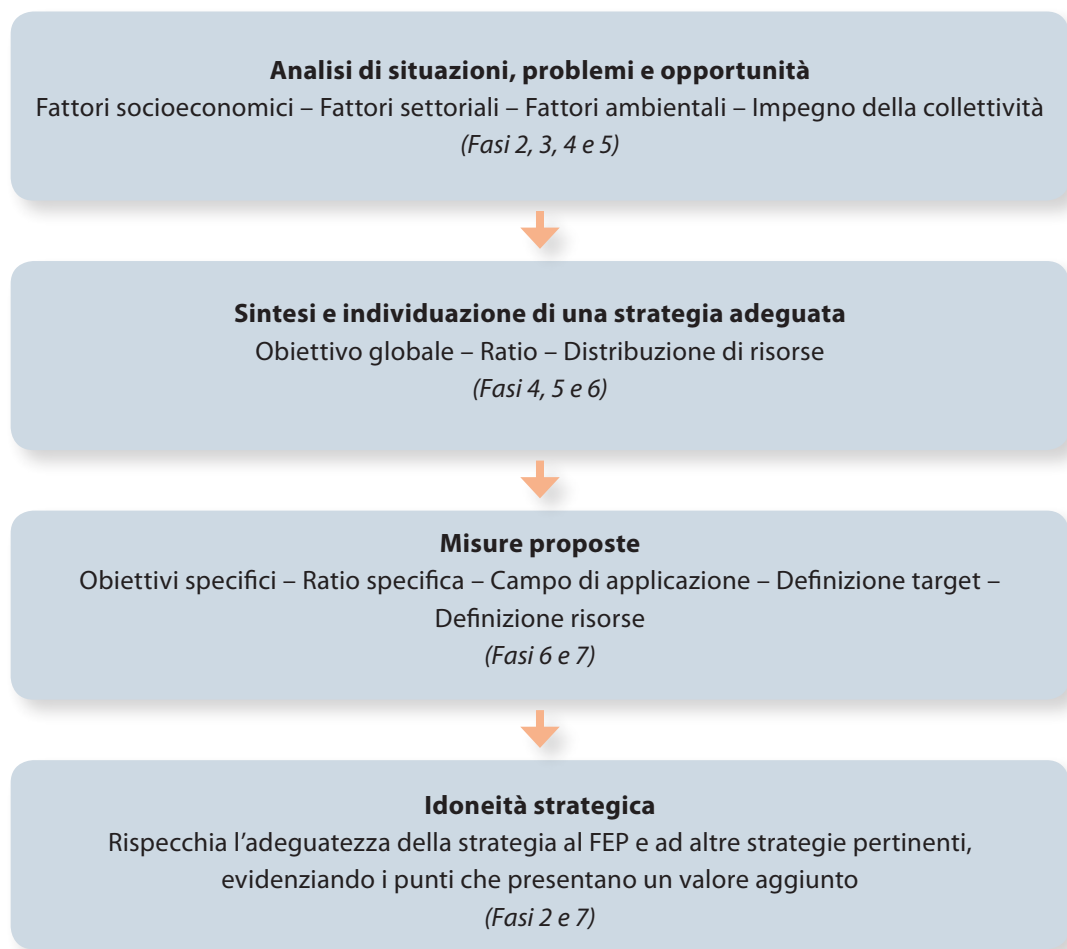 Analisi di situazioni, problemi e opportunità
Fattori socioeconomici – Fattori settoriali – Fattori ambientali – Impegno della collettività
(Fasi 2, 3, 4 e 5)
Sintesi e individuazione di una strategia adeguata
Obiettivo globale – Ratio – Distribuzione di risorse
(Fasi 4, 5 e 6)
Misure proposte
Obiettivi specifici – Ratio specifica – Campo di applicazione – Definizione target –
Definizione risorse
(Fasi 6 e 7)
Idoneità strategica
Rispecchia l’adeguatezza della strategia al FEP e ad altre strategie pertinenti,
evidenziando i punti che presentano un valore aggiunto
(Fasi 2 e 7)